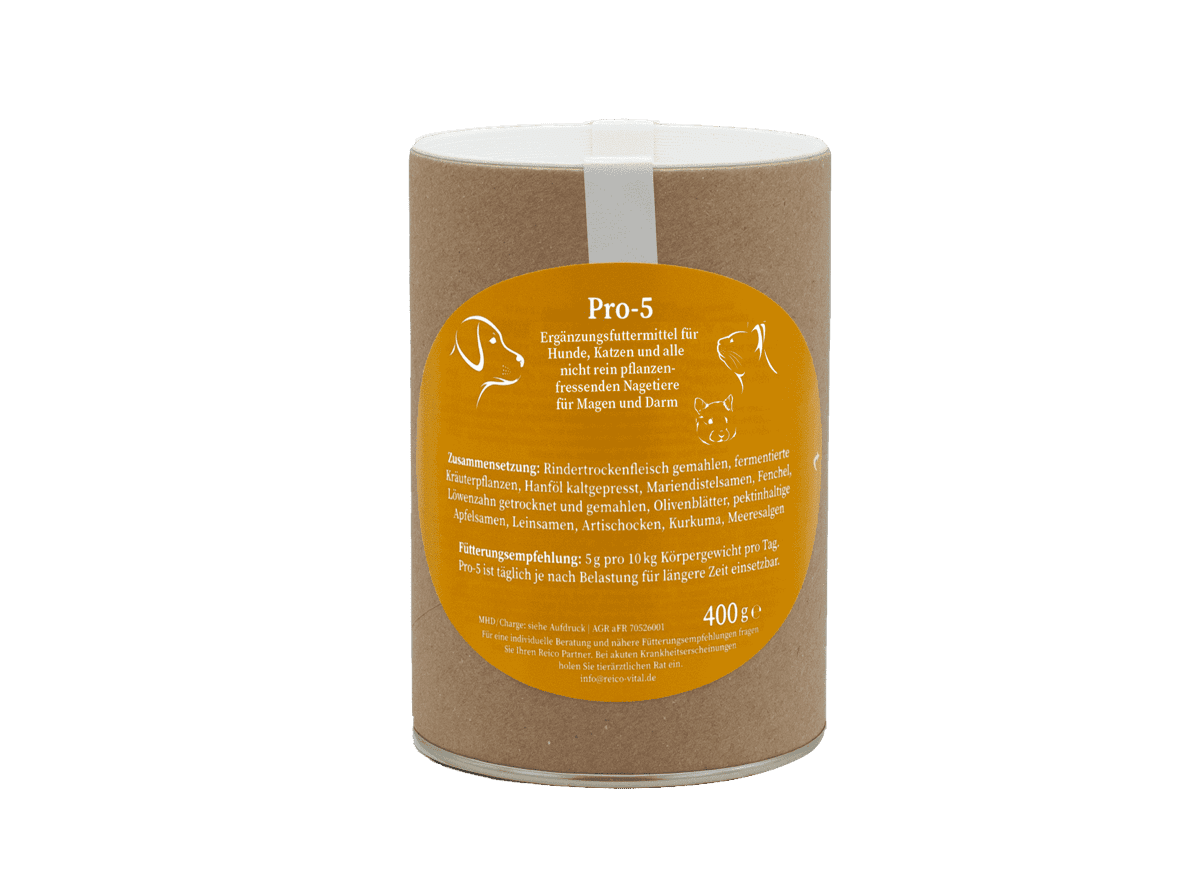 Pro-5
Ergänzungsfuttermittel für
Hunde, Katzen und alle
nicht rein pflanzen-
fressenden Nagetiere
für Magen und Darm
Zusammensetzung: Rindertrockenfleisch gemahlen, fermentierte
Kräuterpflanzen, Hanföl kaltgepresst, Mariendistelsamen, Fenchel,
Löwenzahn getrocknet und gemahlen, Olivenblätter, pektinhaltige
Apfelsamen, Leinsamen, Artischocken, Kurkuma, Meeresalgen
Fütterungsempfehlung: 5 g pro 10 kg Körpergewicht pro Tag.
Pro-5 ist täglich je nach Belastung für längere Zeit einsetzbar.
400 g ℮
MHD/Charge: siehe Aufdruck | AGR aFR 70526001
Für eine individuelle Beratung und nähere Fütterungsempfehlungen fragen
Sie Ihren Reico Partner. Bei akuten Krankheitserscheinungen
holen Sie tierärztlichen Rat ein.
info@reico-vital.de